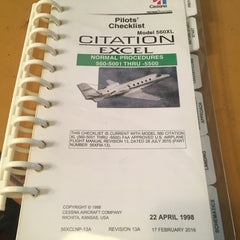 Cessna
Pilots'
Checklist
Model 560XL
CITATION
EXCEL
NORMAL PROCEDURES
560-5001 THRU -5500
THIS CHECKLIST IS CURRENT WITH MODEL 560 CITATION
XL (560-5001 THRU -5500) FAA APPROVED U.S. AIRPLANE
FLIGHT MANUAL REVISION 13, DATED 28 JULY 2015 (PART
NUMBER 56XFM-13).
COPYRIGHT © 1998
CESSNA AIRCRAFT COMPANY
WICHITA, KANSAS, USA
22 APRIL 1998
56XCLNP-13A
REVISION 13A
17 FEBRUARY 2016
APPROACH